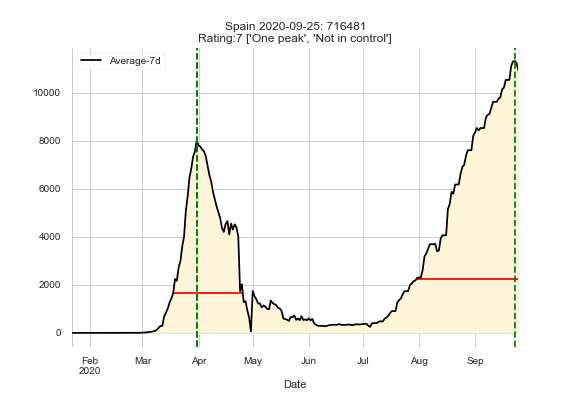 Spain 2020-09-25: 716481
Rating:7 ['One peak', 'Not in control']
Average-7d
10000
8000
6000
4000
2000
0
Feb Mar Apr May Jun Jul Aug Sep
2020
Date